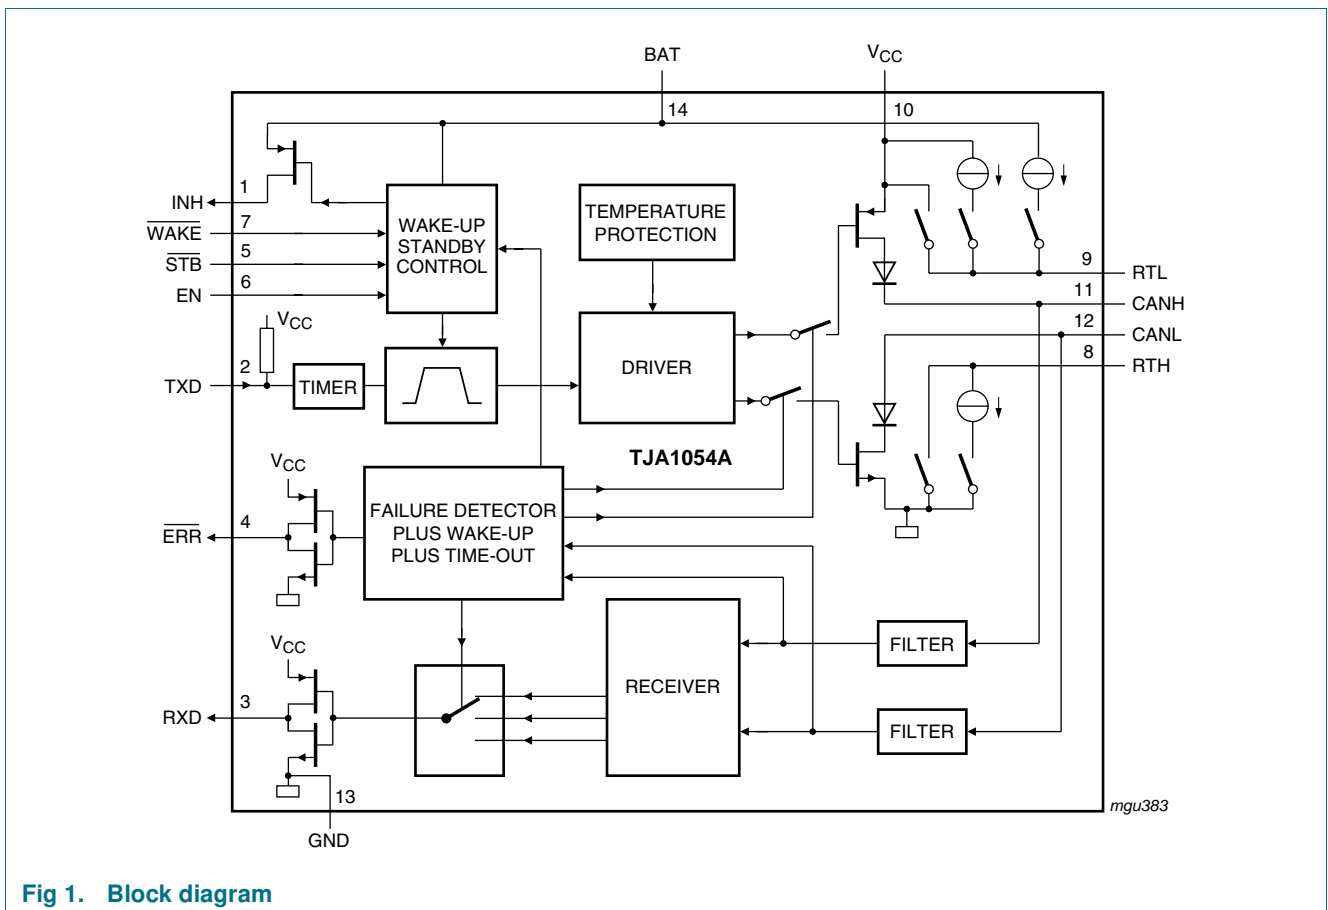 BAT
VCC
14
10
1
INH
7
WAKE
5
STB
6
EN
WAKE-UP
STANDBY
CONTROL
TEMPERATURE
PROTECTION
9
RTL
11
CANH
12
CANL
8
RTH
VCC
2
TXD
TIMER
DRIVER
TJA1054A
VCC
4
ERR
FAILURE DETECTOR
PLUS WAKE-UP
PLUS TIME-OUT
FILTER
VCC
3
RXD
RECEIVER
FILTER
13
GND
mgu383
Fig 1. Block diagram